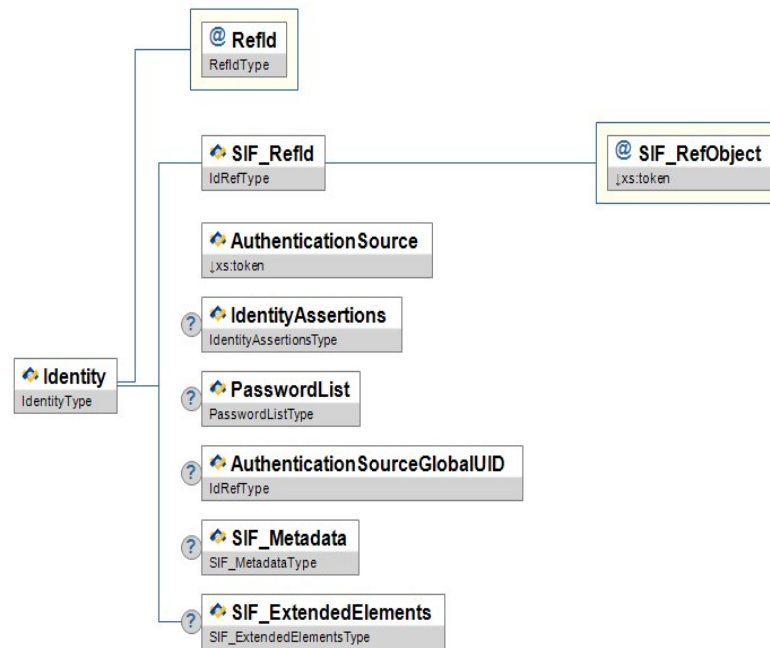 @ RefId
RefIdType
SIF_RefId
IdRefType
@ SIF_RefObject
↓xs:token
AuthenticationSource
↓xs:token
? IdentityAssertions
IdentityAssertionsType
Identity
IdentityType
? PasswordList
PasswordListType
? AuthenticationSourceGlobalUID
IdRefType
? SIF_Metadata
SIF_MetadataType
? SIF_ExtendedElements
SIF_ExtendedElementsType